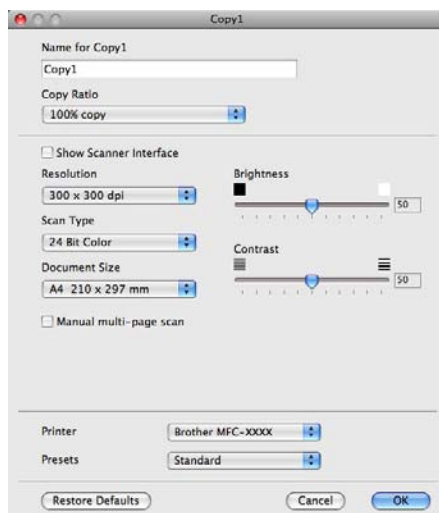 Copy1
Name for Copy1
Copy1
Copy Ratio
100% copy
Show Scanner Interface
Resolution
300 x 300 dpi
Scan Type
24 Bit Color
Document Size
A4 210 x 297 mm
Manual multi-page scan
Brightness
50
Contrast
50
Printer
Brother MFC-XXXX
Presets
Standard
Restore Defaults
Cancel
OK